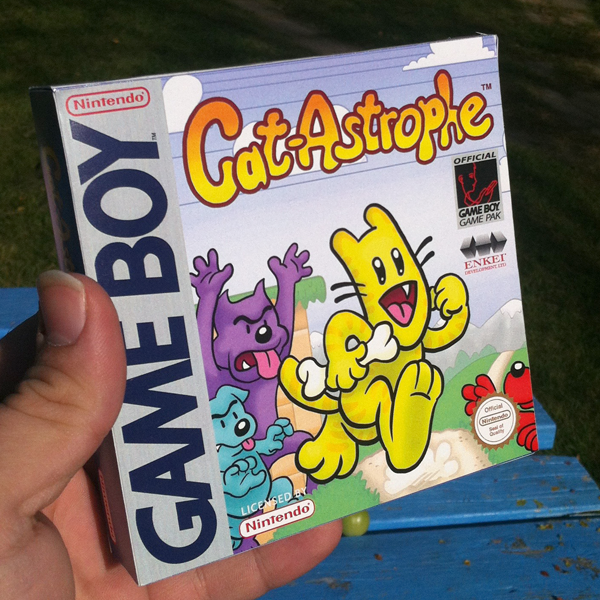 Nintendo®
GAME BOY
TM
Cat-Astrophe
TM
OFFICIAL
GAME BOY
GAME PAK
ENKEI
DEVELOPMENT, LTD
Official
Nintendo
Seal of
Quality
LICENSED BY
Nintendo®